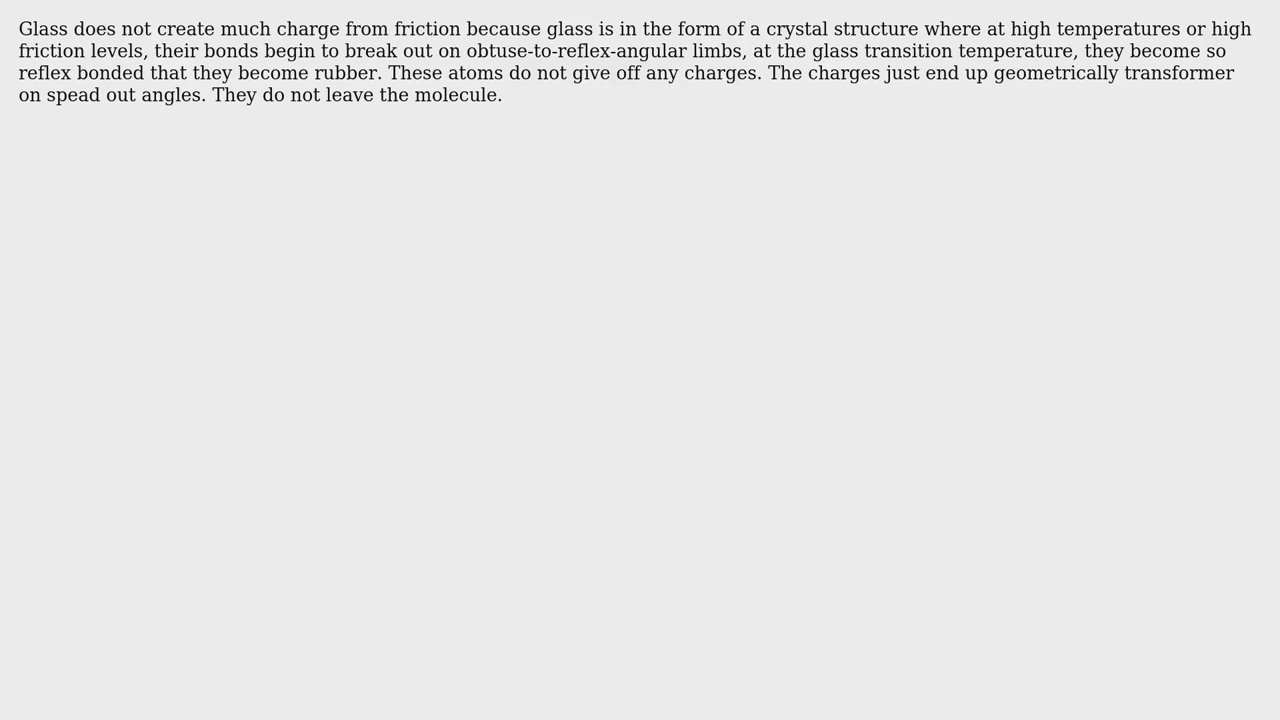 Glass does not create much charge from friction because glass is in the form of a crystal structure where at high temperatures or high
friction levels, their bonds begin to break out on obtuse-to-reflex-angular limbs, at the glass transition temperature, they become so
reflex bonded that they become rubber. These atoms do not give off any charges. The charges just end up geometrically transformer
on spead out angles. They do not leave the molecule.